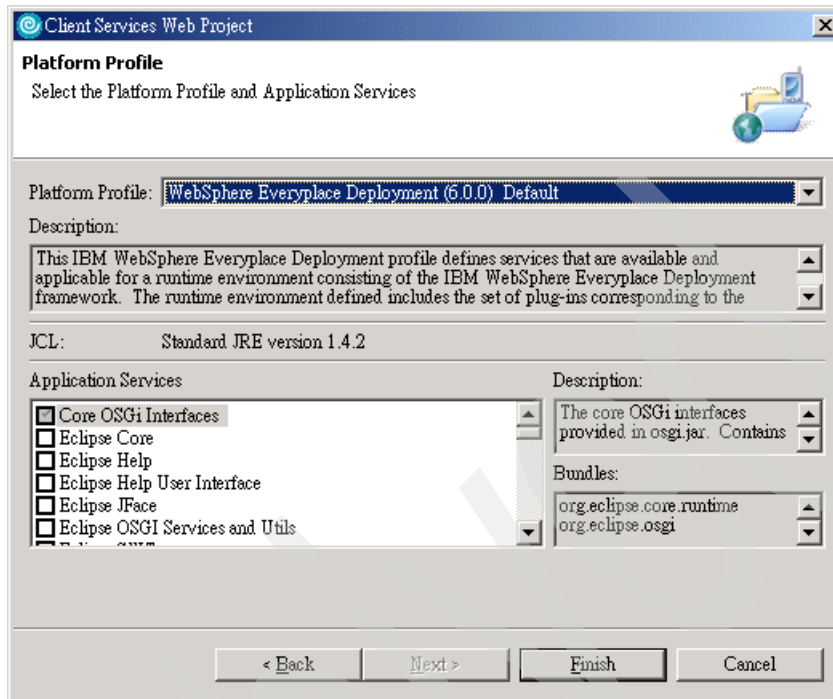 Client Services Web Project
Platform Profile
Select the Platform Profile and Application Services
Platform Profile: WebSphere Everyplace Deployment (6.0.0) Default
Description:
This IBM WebSphere Everyplace Deployment profile defines services that are available and
applicable for a runtime environment consisting of the IBM WebSphere Everyplace Deployment
framework. The runtime environment defined includes the set of plug-ins corresponding to the
JCL: Standard JRE version 1.4.2
Application Services
Core OSGi Interfaces
Eclipse Core
Eclipse Help
Eclipse Help User Interface
Eclipse JFace
Eclipse OSGI Services and Utils
Description:
The core OSGi interfaces
provided in osgi.jar. Contains
Bundles:
org.eclipse.core.runtime
org.eclipse.osgi
< Back
Next >
Finish
Cancel